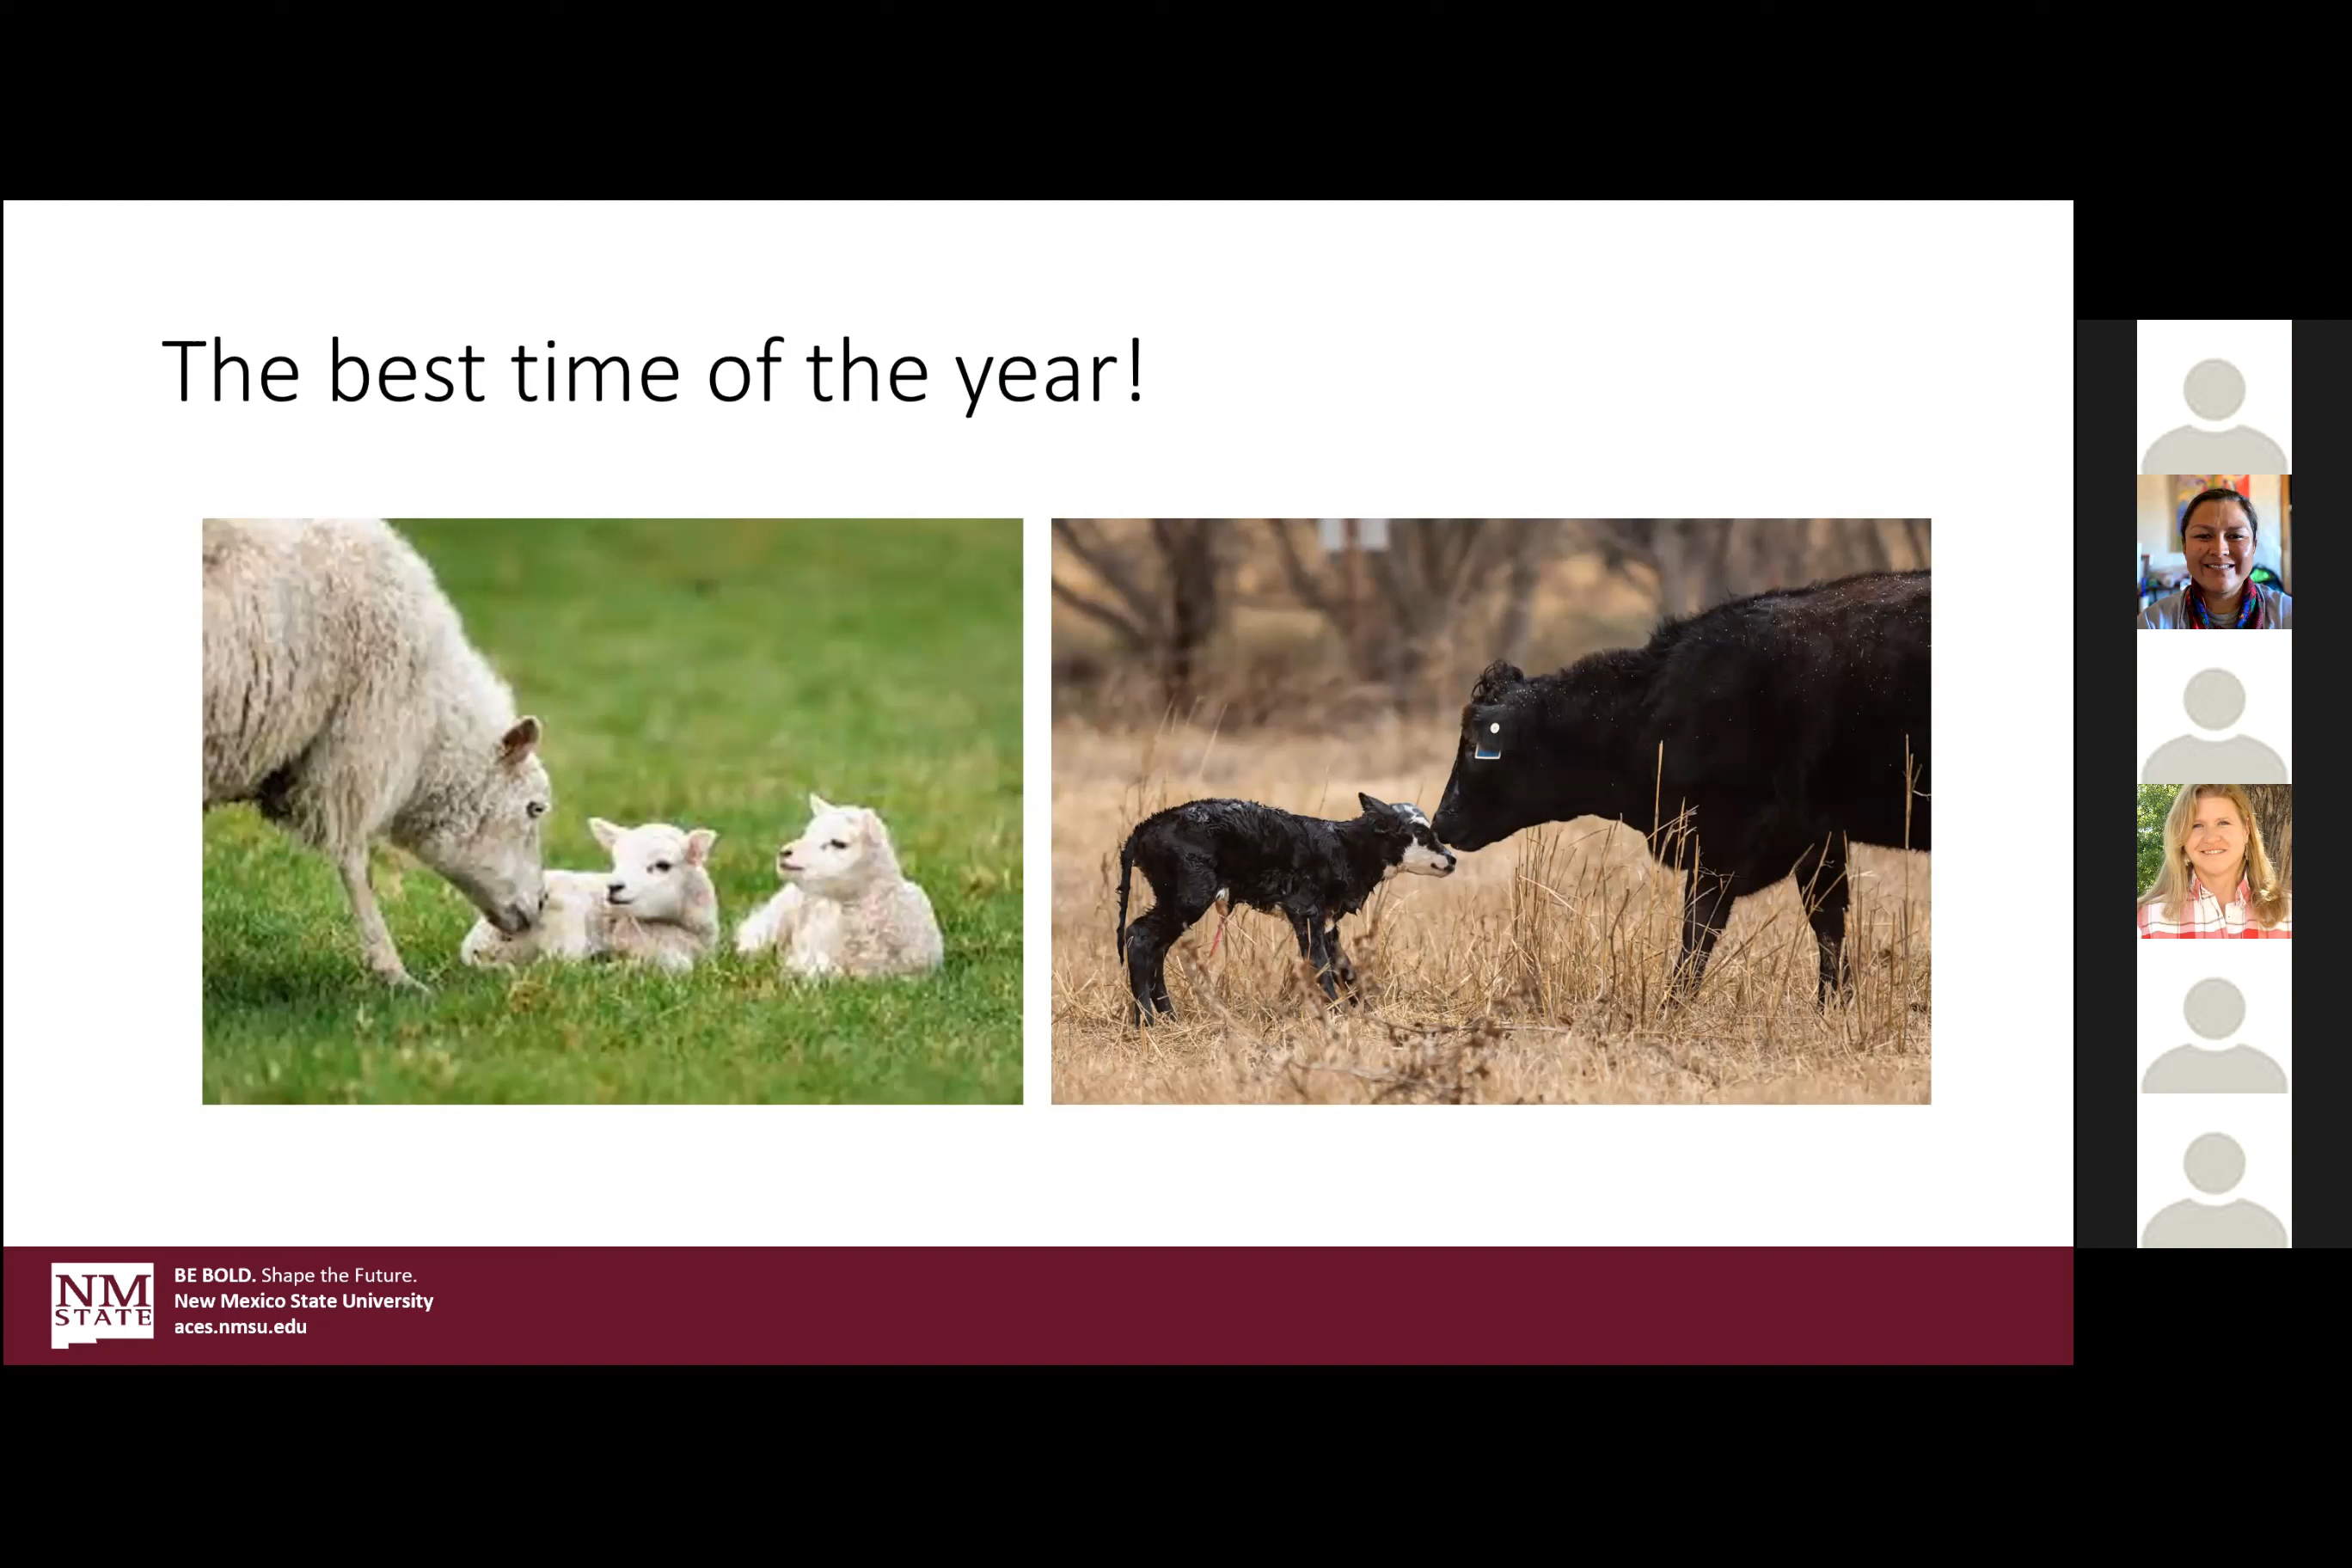 The best time of the year!
NM
STATE
BE BOLD. Shape the Future.
New Mexico State University
aces.nmsu.edu